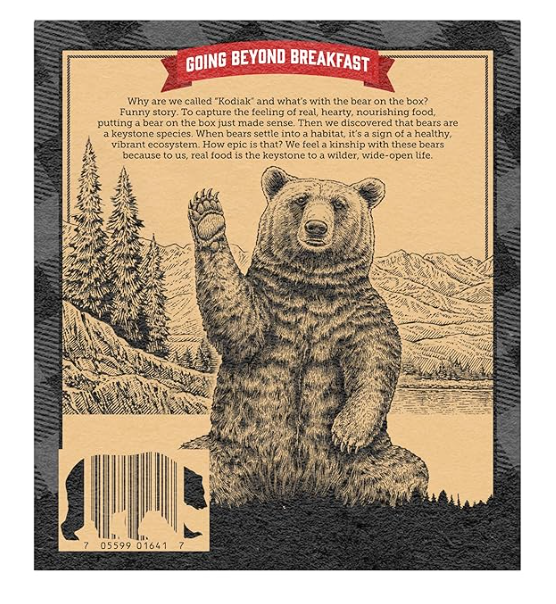 GOING BEYOND BREAKFAST
Why are we called "Kodiak" and what's with the bear on the box?
Funny story. To capture the feeling of real, hearty, nourishing food,
putting a bear on the box just made sense. Then we discovered that bears are
a keystone species. When bears settle into a habitat, it's a sign of a healthy,
vibrant ecosystem. How epic is that? We feel a kinship with these bears
because to us, real food is the keystone to a wilder, wide-open life.
7 05599 01641 7